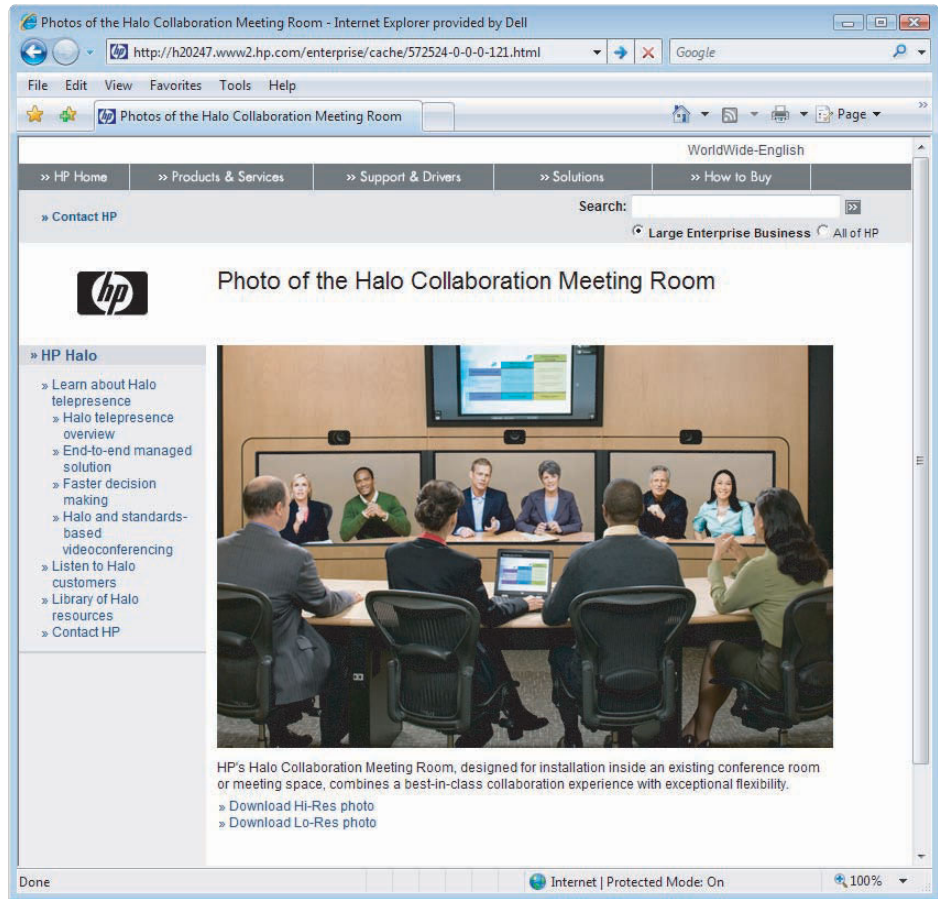 Photos of the Halo Collaboration Meeting Room - Internet Explorer provided by Dell
http://h20247.www2.hp.com/enterprise/cache/572524-0-0-0-121.html
Google
File Edit View Favorites Tools Help
Photos of the Halo Collaboration Meeting Room
Page
WorldWide-English
» HP Home
» Products & Services
» Support & Drivers
» Solutions
» How to Buy
» Contact HP
Search:
Large Enterprise Business
All of HP
hp
Photo of the Halo Collaboration Meeting Room
» HP Halo
» Learn about Halo
telepresence
» Halo telepresence
overview
» End-to-end managed
solution
» Faster decision
making
» Halo and standards-
based
videoconferencing
» Listen to Halo
customers
» Library of Halo
resources
» Contact HP
HP's Halo Collaboration Meeting Room, designed for installation inside an existing conference room
or meeting space, combines a best-in-class collaboration experience with exceptional flexibility.
» Download Hi-Res photo
» Download Lo-Res photo
Done
Internet | Protected Mode: On
100%